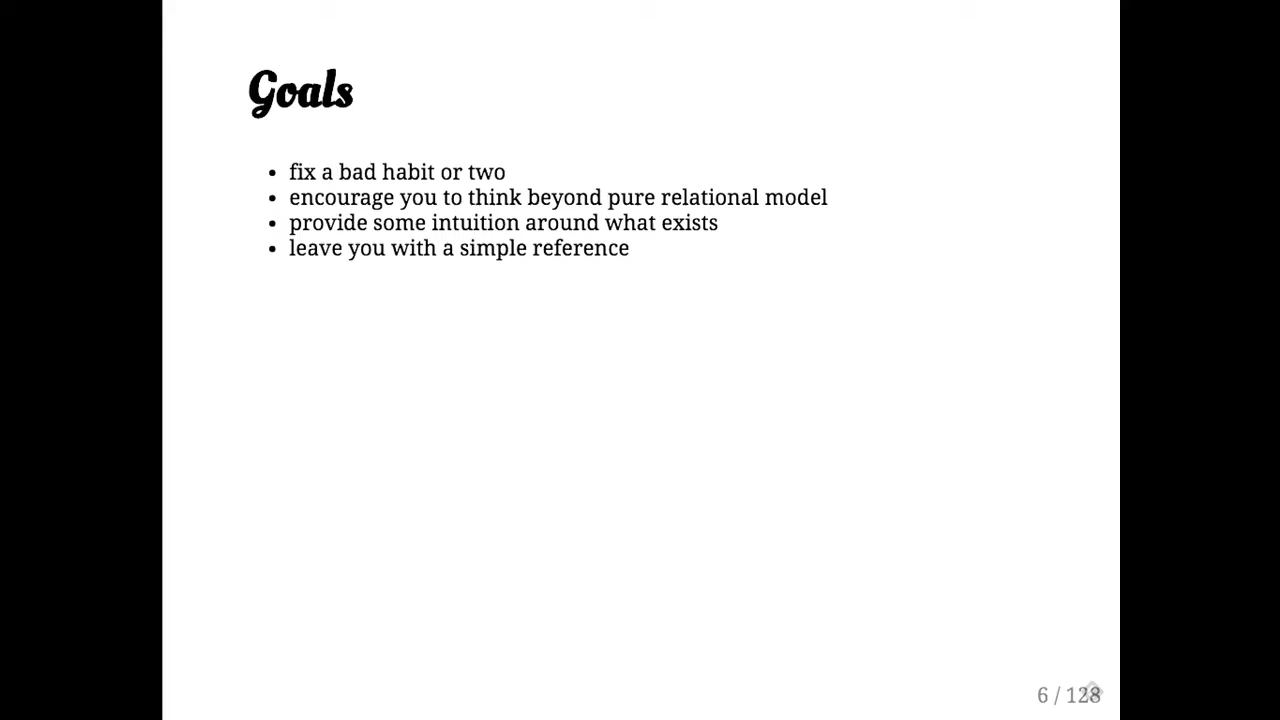 Goals
• fix a bad habit or two
• encourage you to think beyond pure relational model
• provide some intuition around what exists
• leave you with a simple reference
6 / 128